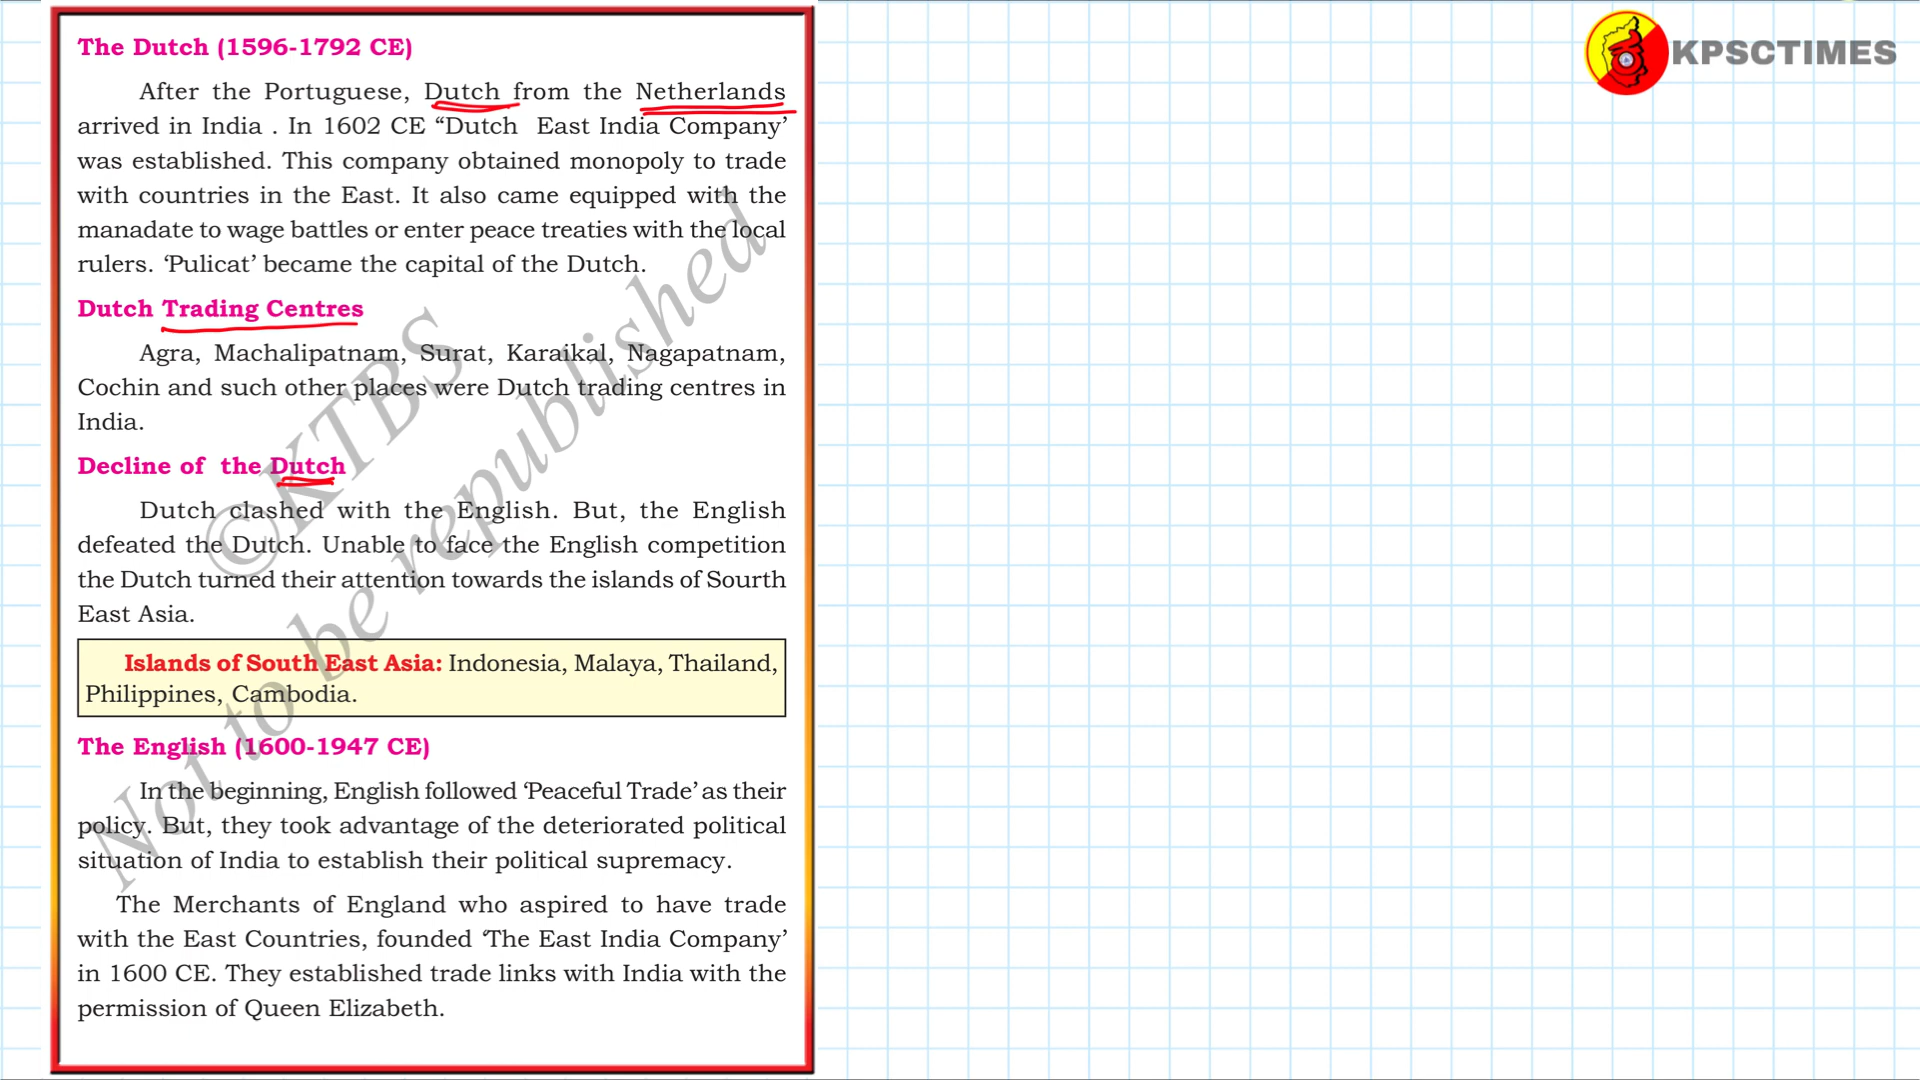 The Dutch (1596-1792 CE)
After the Portuguese, Dutch from the Netherlands
arrived in India . In 1602 CE “Dutch East India Company’
was established. This company obtained monopoly to trade
with countries in the East. It also came equipped with the
manadate to wage battles or enter peace treaties with the local
rulers. ‘Pulicat’ became the capital of the Dutch.
Dutch Trading Centres
Agra, Machalipatnam, Surat, Karaikal, Nagapatnam,
Cochin and such other places were Dutch trading centres in
India.
Decline of the Dutch
Dutch clashed with the English. But, the English
defeated the Dutch. Unable to face the English competition
the Dutch turned their attention towards the islands of Sourth
East Asia.
Islands of South East Asia: Indonesia, Malaya, Thailand,
Philippines, Cambodia.
The English (1600-1947 CE)
In the beginning, English followed ‘Peaceful Trade’ as their
policy. But, they took advantage of the deteriorated political
situation of India to establish their political supremacy.
The Merchants of England who aspired to have trade
with the East Countries, founded ‘The East India Company’
in 1600 CE. They established trade links with India with the
permission of Queen Elizabeth.
©KTBS
Not to be republished
KPSCTIMES